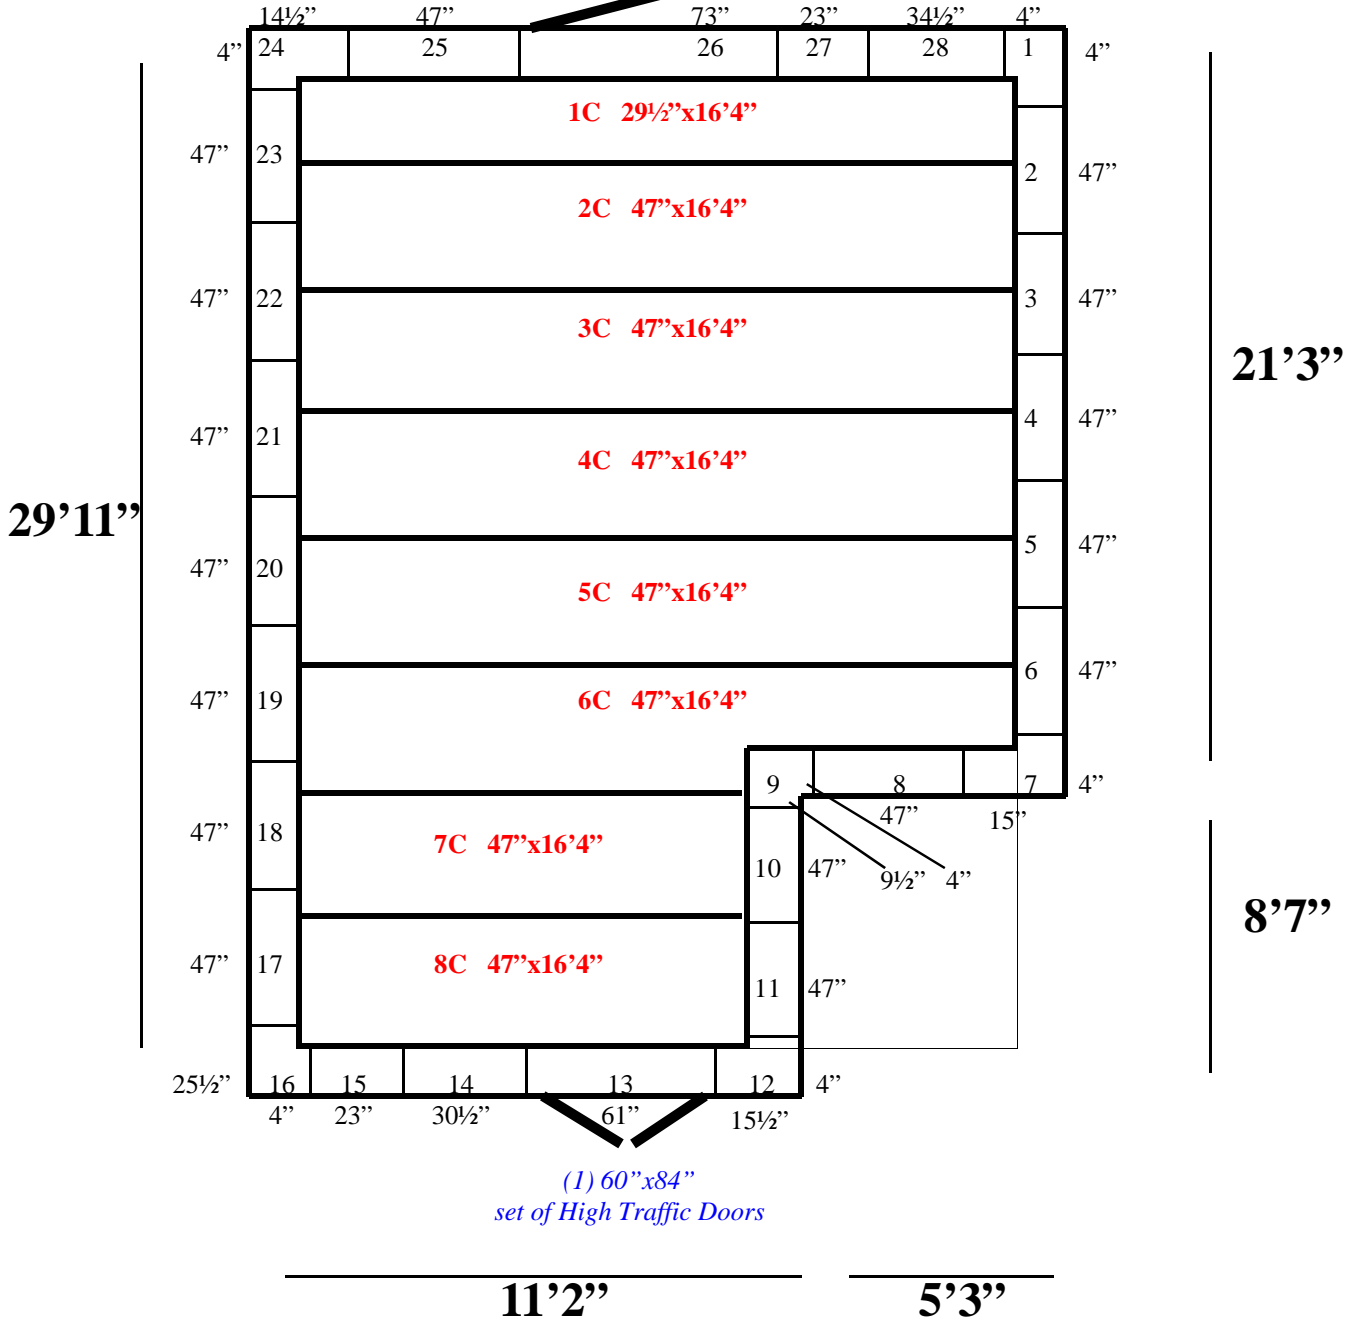 14½” 47” 73” 23” 34½” 4”
4” 24 25 26 27 28 1 4”
1C 29½”x16’4”
47” 23 2 47”
2C 47”x16’4”
47” 22 3 47”
3C 47”x16’4”
21’3”
47” 21 4 47”
4C 47”x16’4”
29’11”
47” 20 5 47”
5C 47”x16’4”
47” 19 6 47”
6C 47”x16’4”
9 8 7 4”
47” 15”
47” 18 7C 47”x16’4”
10 47” 9½” 4”
8’7”
47” 17 8C 47”x16’4”
11 47”
25½” 16 15 14 13 12 4”
4” 23” 30½” 61” 15½”
(1) 60”x84”
set of High Traffic Doors
11’2” 5’3”